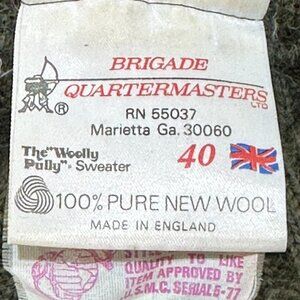 BRIGADE
QUARTERMASTERS LTD
®
RN 55037
Marietta Ga. 30060
The "Woolly
Pully"® Sweater
40
100% PURE NEW WOOL
MADE IN ENGLAND
QUALITY TO LIKE
ITEM APPROVED BY
U.S.M.C. SERIAL 5-77